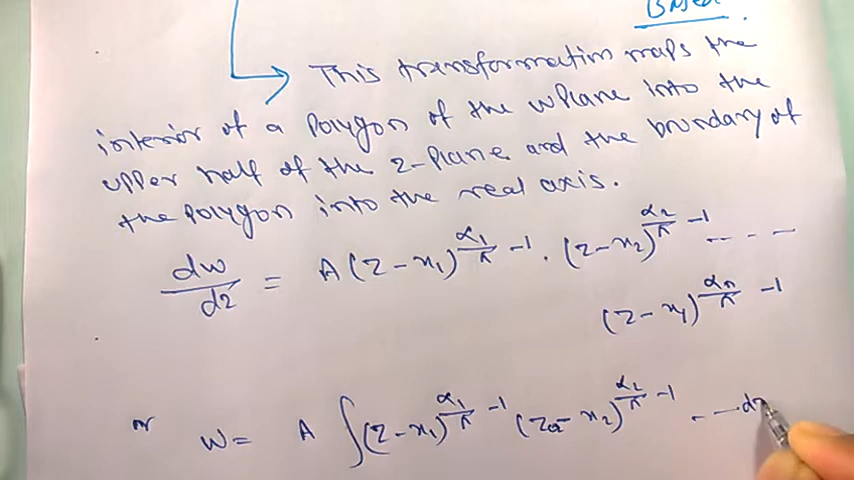 Based.
This transformation maps the
interior of a Polygon of the w Plane into the
upper half of the z-plane and the boundary of
the Polygon into the real axis.
dw/dz = A (z - x₁)^(α₁/π - 1) . (z - x₂)^(α₂/π - 1) ----
(z - xₙ)^(αₙ/π - 1)
or w = A ∫(z - x₁)^(α₁/π - 1) (z - x₂)^(α₂/π - 1) . --- dz